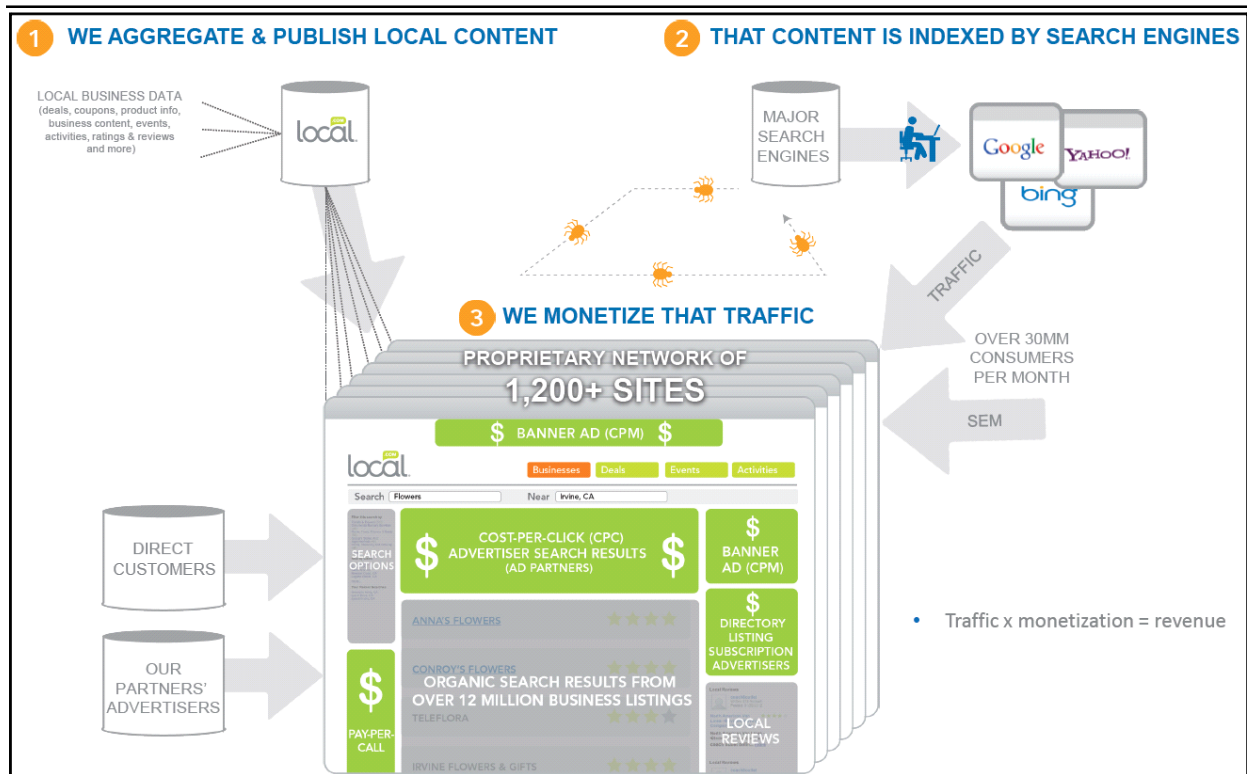 1 WE AGGREGATE & PUBLISH LOCAL CONTENT
2 THAT CONTENT IS INDEXED BY SEARCH ENGINES
LOCAL BUSINESS DATA
(deals, coupons, product info,
business content, events,
activities, ratings & reviews
and more)
local.com
MAJOR
SEARCH
ENGINES
Google
YAHOO!
bing
TRAFFIC
3 WE MONETIZE THAT TRAFFIC
OVER 30MM
CONSUMERS
PER MONTH
SEM
PROPRIETARY NETWORK OF
1,200+ SITES
$ BANNER AD (CPM) $
local.com
Businesses Deals Events Activities
Search Flowers Near Irvine, CA
DIRECT
CUSTOMERS
OUR
PARTNERS'
ADVERTISERS
SEARCH
OPTIONS
$ COST-PER-CLICK (CPC) $
ADVERTISER SEARCH RESULTS
(AD PARTNERS)
$
BANNER
AD (CPM)
$
DIRECTORY
LISTING
SUBSCRIPTION
ADVERTISERS
ANNA'S FLOWERS
CONROY'S FLOWERS
ORGANIC SEARCH RESULTS FROM
OVER 12 MILLION BUSINESS LISTINGS
TELEFLORA
IRVINE FLOWERS & GIFTS
$
PAY-PER-
CALL
Local Reviews
LOCAL
REVIEWS
Local Reviews
• Traffic x monetization = revenue